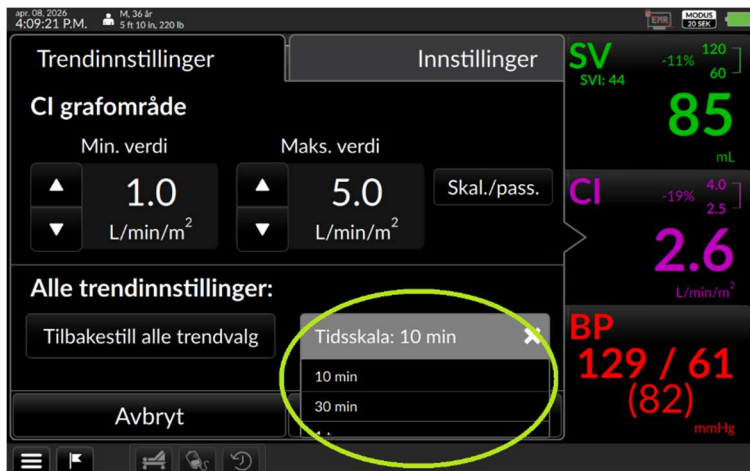 apr. 08, 2026
4:09:21 P.M.
M, 36 år
5 ft 10 in, 220 lb
EMR
MODUS
20 SEK
Trendinnstillinger
Innstillinger
CI grafområde
Min. verdi
Maks. verdi
1.0
L/min/m²
5.0
L/min/m²
Skal./pass.
Alle trendinnstillinger:
Tilbakestill alle trendvalg
Tidsskala: 10 min
10 min
30 min
Avbryt
SV
SVI: 44
-11%
120
60
85
mL
CI
-19%
4.0
2.5
2.6
L/min/m²
BP
129 / 61
(82)
mmHg